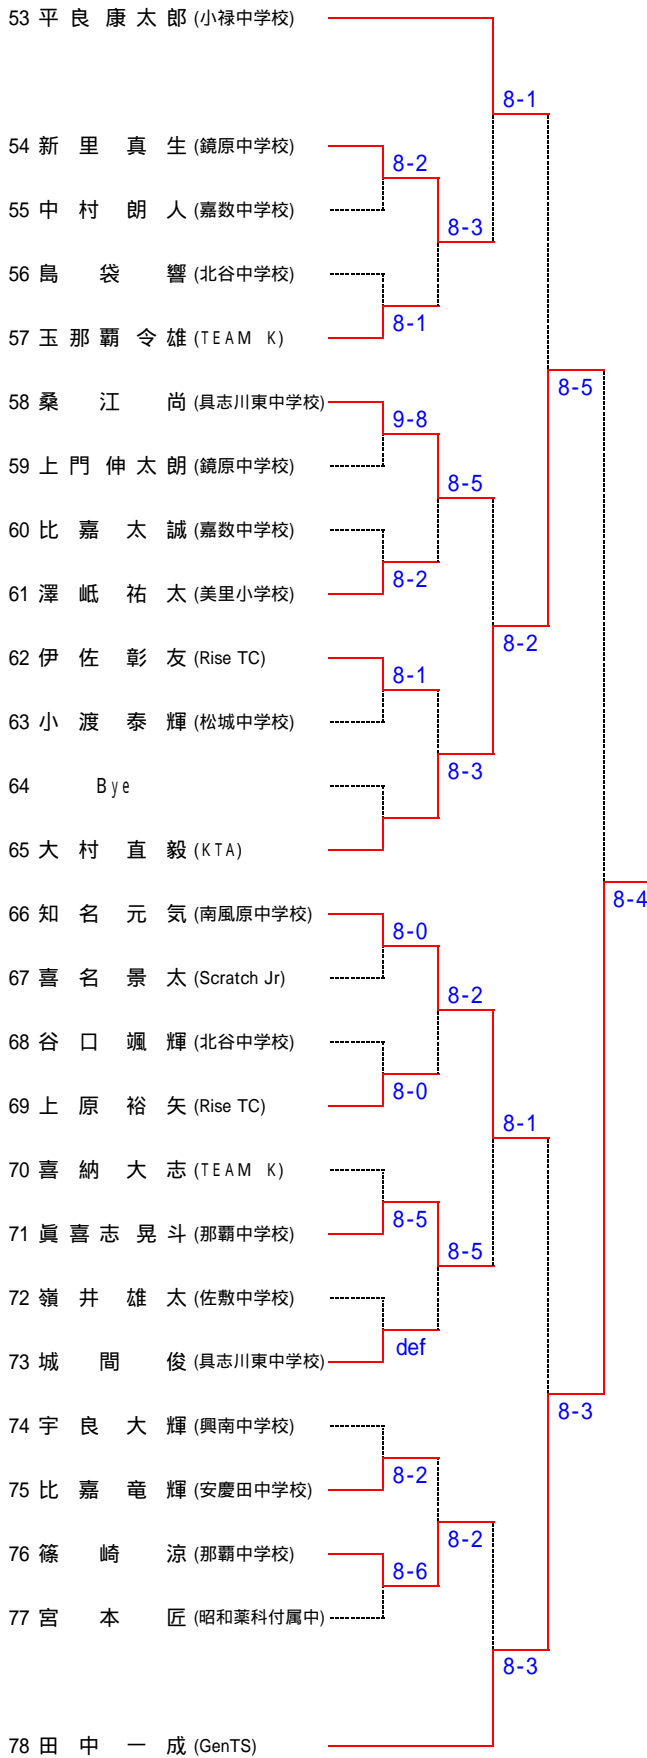 53 平良康太郎 (小禄中学校)
8-1
54 新里真生 (鏡原中学校)
8-2
55 中村朗人 (嘉数中学校)
8-3
56 島袋響 (北谷中学校)
8-1
57 玉那覇令雄 (TEAM K)
8-5
58 桑江尚 (具志川東中学校)
9-8
59 上門伸太朗 (鏡原中学校)
8-5
60 比嘉太誠 (嘉数中学校)
8-2
61 澤岻祐太 (美里小学校)
8-2
62 伊佐彰友 (Rise TC)
8-1
63 小渡泰輝 (松城中学校)
8-3
64 Bye
65 大村直毅 (KTA)
8-4
66 知名元気 (南風原中学校)
8-0
67 喜名景太 (Scratch Jr)
8-2
68 谷口颯輝 (北谷中学校)
8-0
69 上原裕矢 (Rise TC)
8-1
70 喜納大志 (TEAM K)
8-5
71 眞喜志晃斗 (那覇中学校)
8-5
72 嶺井雄太 (佐敷中学校)
def
73 城間俊 (具志川東中学校)
8-3
74 宇良大輝 (興南中学校)
8-2
75 比嘉竜輝 (安慶田中学校)
8-2
76 篠崎涼 (那覇中学校)
8-6
77 宮本匠 (昭和薬科付属中)
8-3
78 田中一成 (GenTS)